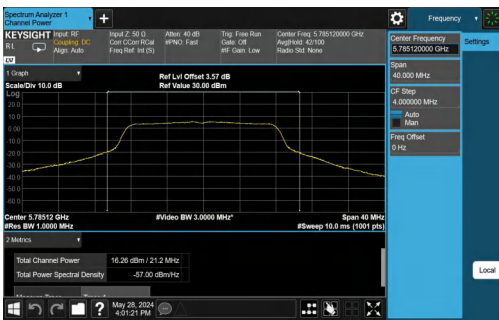 Spectrum Analyzer 1
Channel Power
Frequency
KEYSIGHT
Input: RF
Coupling: DC
Align: Auto
RL
Input Z: 50 Ω
Corr CCorr RCal
Freq Ref: Int (S)
Atten: 40 dB
#PNO: Fast
Trig: Free Run
Gate: Off
#IF Gain: Low
Center Freq: 5.785120000 GHz
Avg|Hold: 42/100
Radio Std: None
Center Frequency
5.785120000 GHz
Settings
Span
40.000 MHz
CF Step
4.000000 MHz
Auto
Man
Freq Offset
0 Hz
1 Graph
Ref Lvl Offset 3.57 dB
Scale/Div 10.0 dB
Ref Value 30.00 dBm
Log
20.0
10.0
0.00
-10.0
-20.0
-30.0
-40.0
-50.0
-60.0
Center 5.78512 GHz
#Video BW 3.0000 MHz*
Span 40 MHz
#Res BW 1.0000 MHz
#Sweep 10.0 ms (1001 pts)
2 Metrics
Total Channel Power
16.26 dBm / 21.2 MHz
Total Power Spectral Density
-57.00 dBm/Hz
Local
?
May 28, 2024
4:01:21 PM